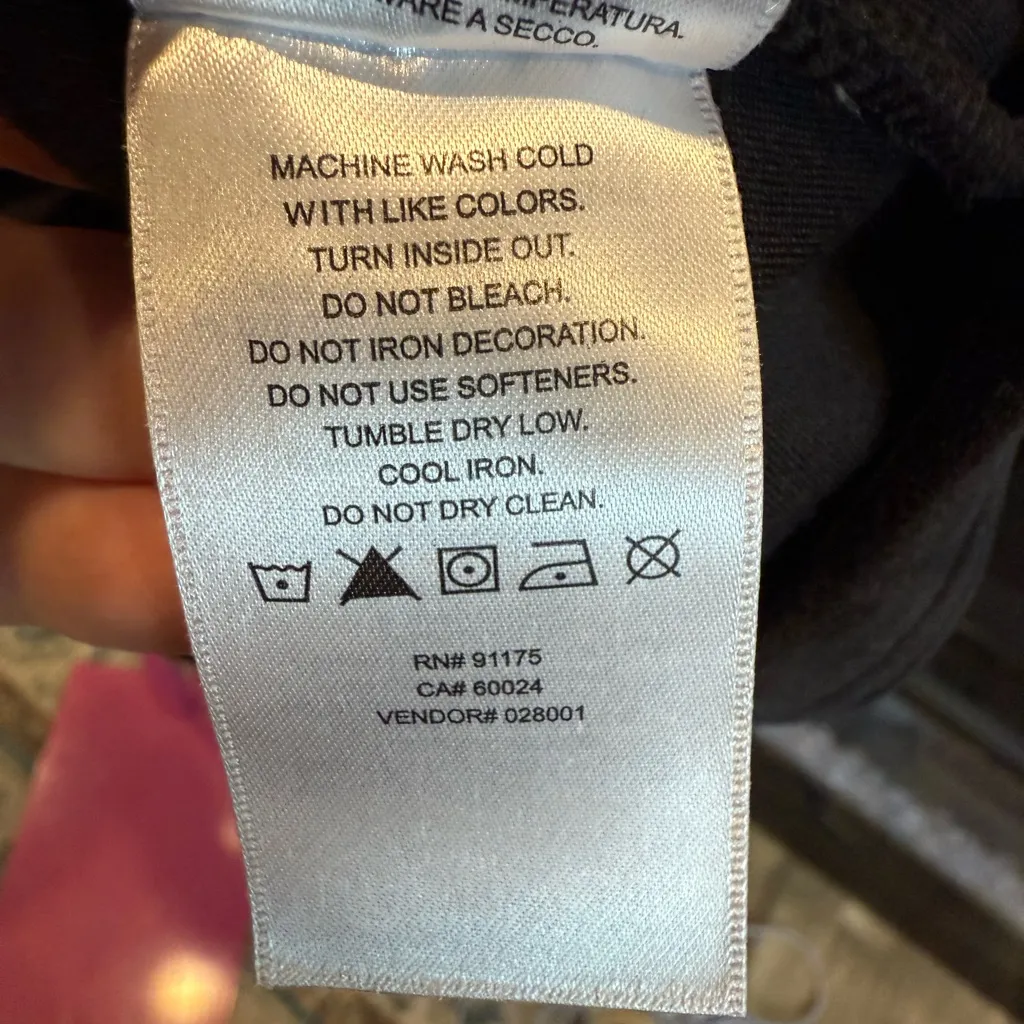 A SECCO.
MACHINE WASH COLD
WITH LIKE COLORS.
TURN INSIDE OUT.
DO NOT BLEACH.
DO NOT IRON DECORATION.
DO NOT USE SOFTENERS.
TUMBLE DRY LOW.
COOL IRON.
DO NOT DRY CLEAN.
RN# 91175
CA# 60024
VENDOR# 028001